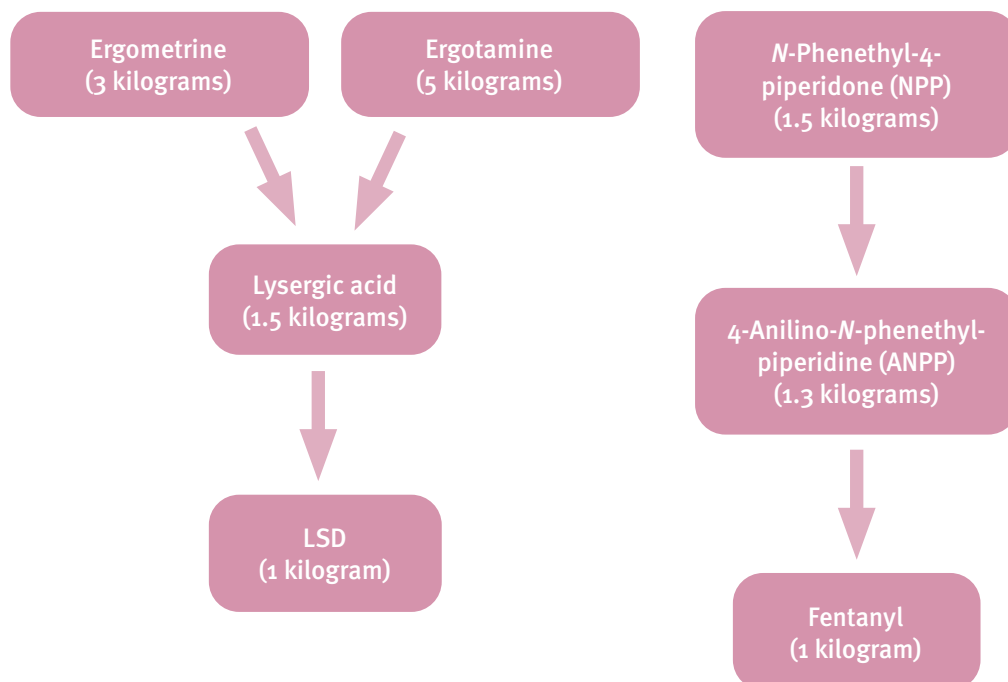 Ergometrine
(3 kilograms)
Ergotamine
(5 kilograms)
Lysergic acid
(1.5 kilograms)
LSD
(1 kilogram)
N-Phenethyl-4-
piperidone (NPP)
(1.5 kilograms)
4-Anilino-N-phenethyl-
piperidine (ANPP)
(1.3 kilograms)
Fentanyl
(1 kilogram)